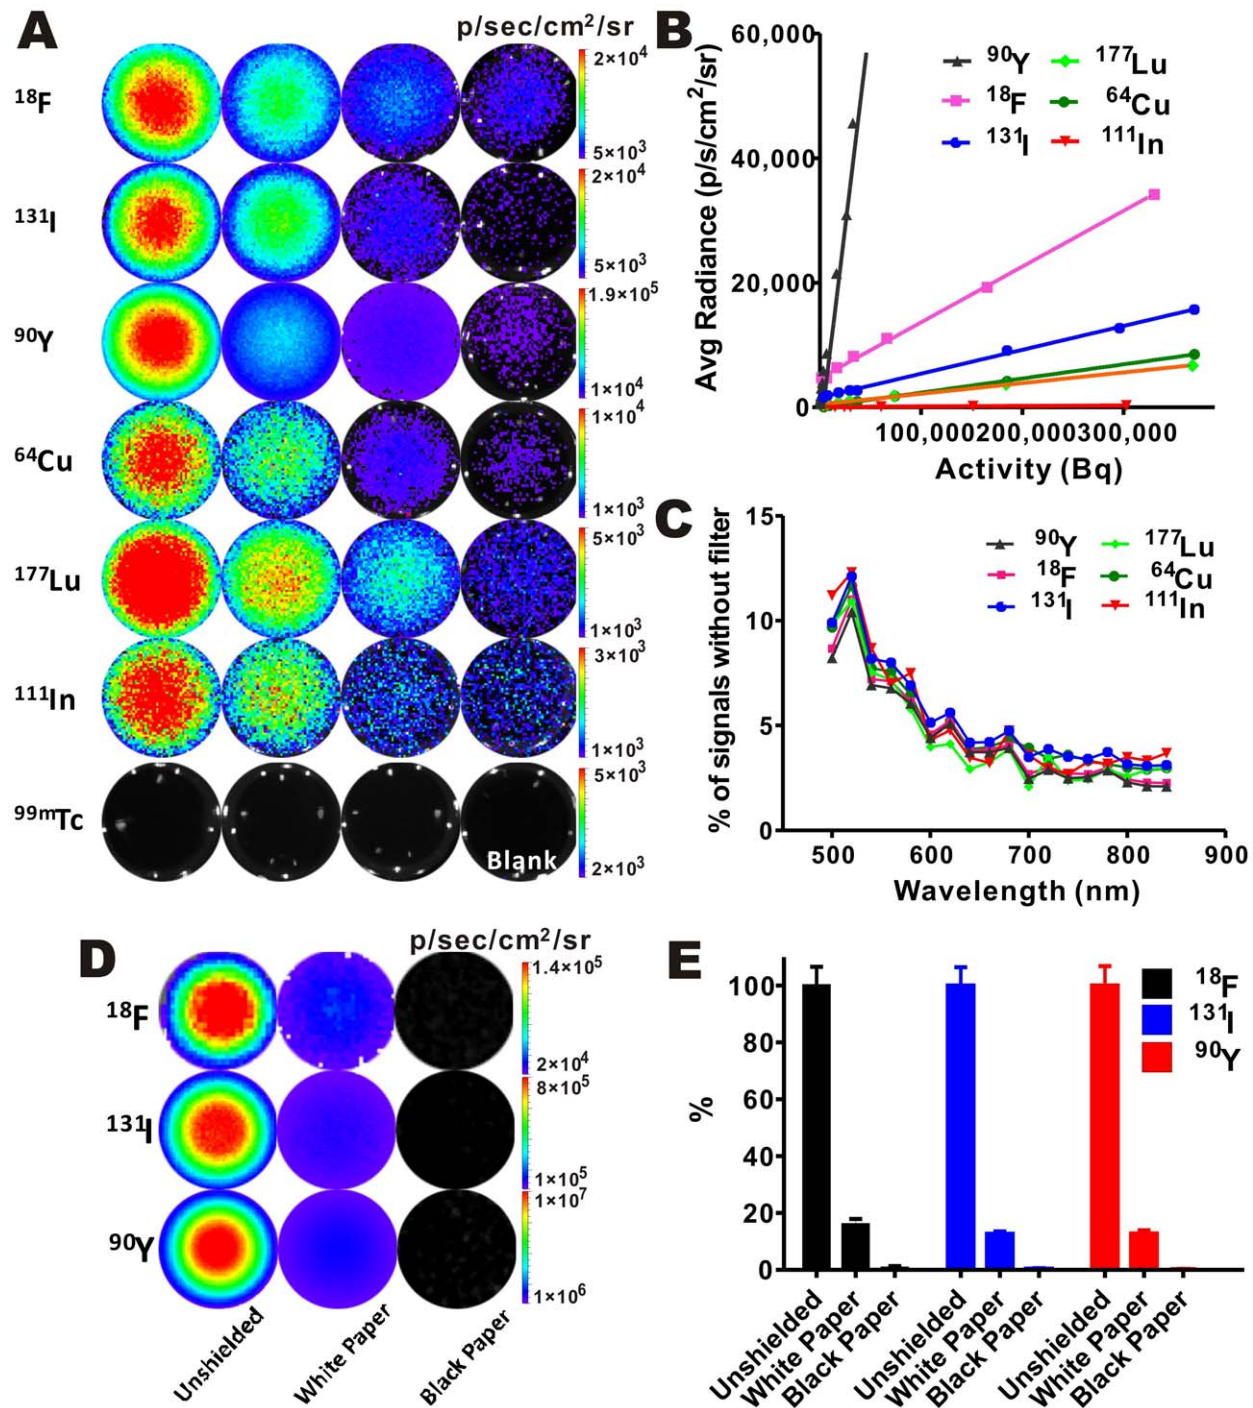 A
p/sec/cm²/sr
¹⁸F
2×10⁴
5×10³
¹³¹I
2×10⁴
5×10³
⁹⁰Y
1.9×10⁵
1×10⁴
⁶⁴Cu
1×10⁴
1×10³
¹⁷⁷Lu
5×10³
1×10³
¹¹¹In
3×10³
1×10³
⁹⁹ᵐTc
Blank
5×10³
2×10³
B
Avg Radiance (p/s/cm²/sr)
60,000
40,000
20,000
0
100,000 200,000 300,000
Activity (Bq)
⁹⁰Y ¹⁷⁷Lu
¹⁸F ⁶⁴Cu
¹³¹I ¹¹¹In
C
% of signals without filter
15
10
5
0
500 600 700 800 900
Wavelength (nm)
⁹⁰Y ¹⁷⁷Lu
¹⁸F ⁶⁴Cu
¹³¹I ¹¹¹In
D
p/sec/cm²/sr
¹⁸F
1.4×10⁵
2×10⁴
¹³¹I
8×10⁵
1×10⁵
⁹⁰Y
1×10⁷
1×10⁶
Unshielded
White Paper
Black Paper
E
%
100
80
60
40
20
0
¹⁸F
¹³¹I
⁹⁰Y
Unshielded
White Paper
Black Paper
Unshielded
White Paper
Black Paper
Unshielded
White Paper
Black Paper